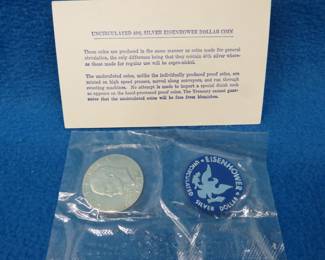 UNCIRCULATED 40% SILVER EISENHOWER DOLLAR COIN
These coins are produced in the same manner as coins made for general
circulation, the only difference being that they contain 40% silver where-
as those made for regular use will be cupro-nickel.
The uncirculated coins, unlike the individually produced proof coins, are
minted on high speed presses, moved along conveyors, and run through
counting machines. No attempt is made to impart a special finish such
as appears on the hand-processed proof coins. The Treasury cannot guar-
antee that the uncirculated coins will be free from blemishes.
EISENHOWER
UNCIRCULATED
SILVER DOLLAR